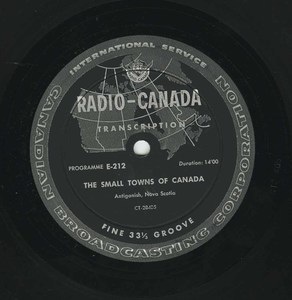 INTERNATIONAL SERVICE
CANADIAN BROADCASTING CORPORATION
RADIO-CANADA
TRANSCRIPTION
PROGRAMME E-212
Duration: 14'00
THE SMALL TOWNS OF CANADA
Antigonish, Nova Scotia
FINE 33⅓ GROOVE